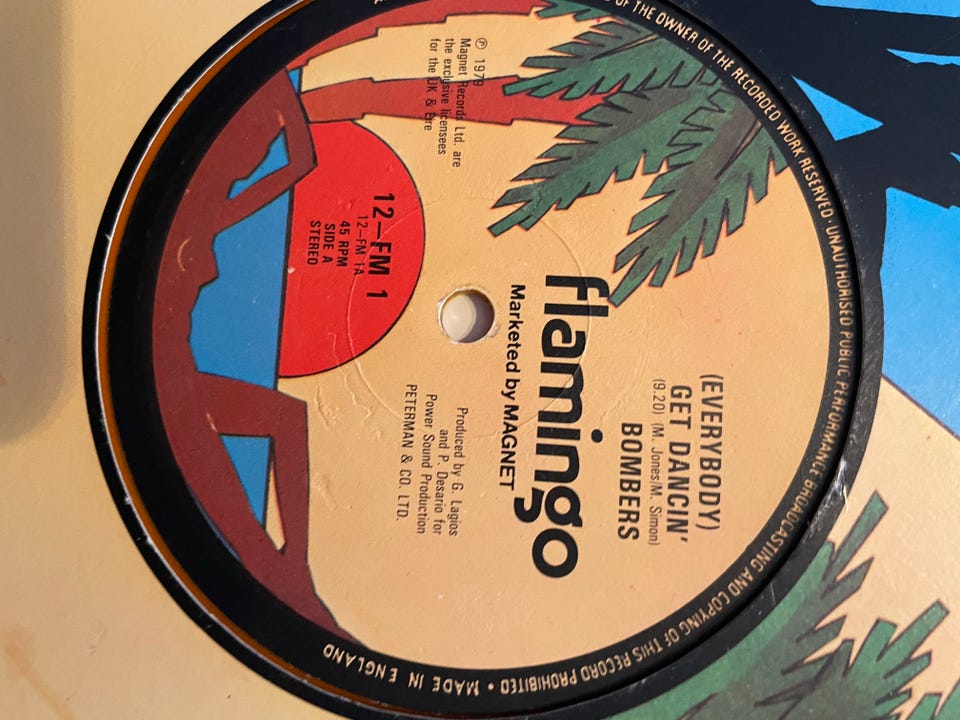 (EVERYBODY)
GET DANCIN'
(9.20) (M. Jones/M. Simon)
BOMBERS
flamingo
Marketed by MAGNET
℗ 1979
Magnet Records Ltd. are
the exclusive licensees
for the UK & Eire
12–FM 1
12–FM 1A
45 RPM
SIDE A
STEREO
Produced by G. Lagios
and P. Desario for
Power Sound Production
PETERMAN & CO. LTD.
OF THE OWNER OF THE RECORDED WORK RESERVED · UNAUTHORISED PUBLIC PERFORMANCE BROADCASTING AND COPYING OF THIS RECORD PROHIBITED • MADE IN ENGLAND